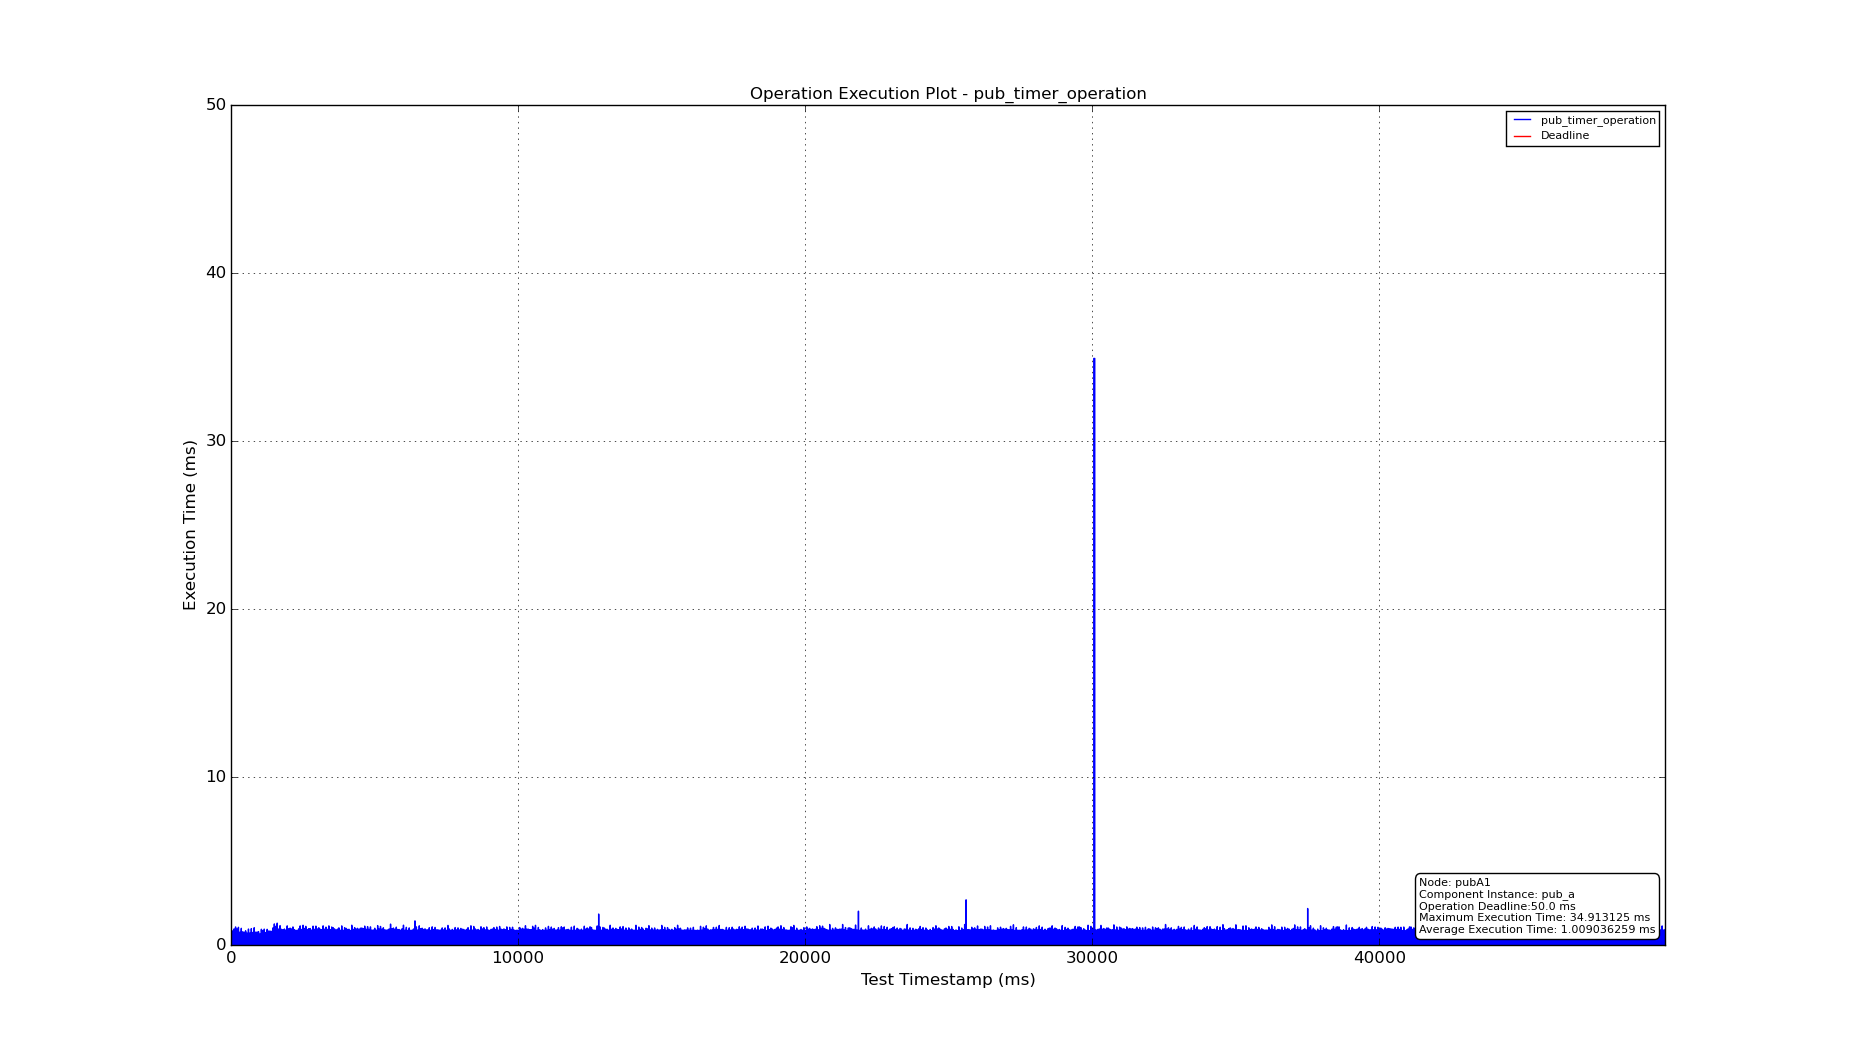 Operation Execution Plot - pub_timer_operation
50
40
30
20
10
0
Execution Time (ms)
pub_timer_operation
Deadline
Node: pubA1
Component Instance: pub_a
Operation Deadline:50.0 ms
Maximum Execution Time: 34.913125 ms
Average Execution Time: 1.009036259 ms
0 10000 20000 30000 40000
Test Timestamp (ms)